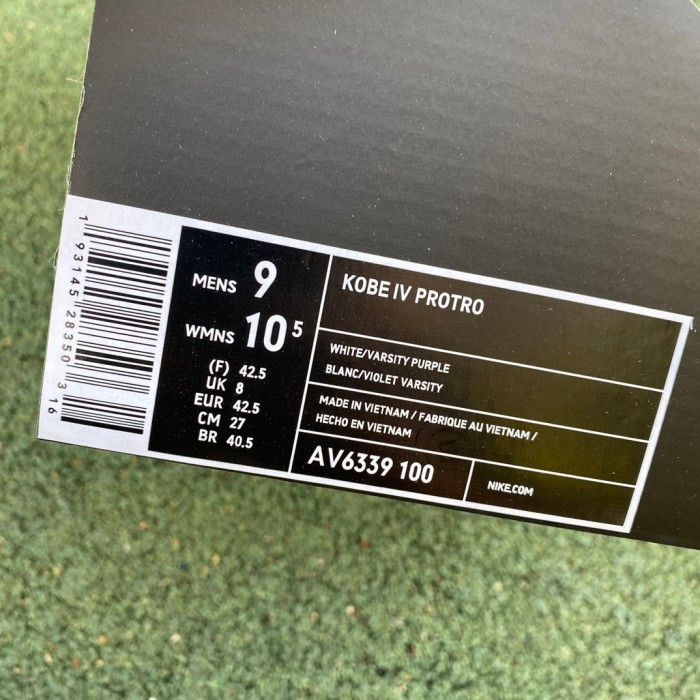 1 93145 28350 316
MENS 9
WMNS 10 5
(F) 42.5
UK 8
EUR 42.5
CM 27
BR 40.5
KOBE IV PROTRO
WHITE/VARSITY PURPLE
BLANC/VIOLET VARSITY
MADE IN VIETNAM / FABRIQUE AU VIETNAM /
HECHO EN VIETNAM
AV6339 100
NIKE.COM